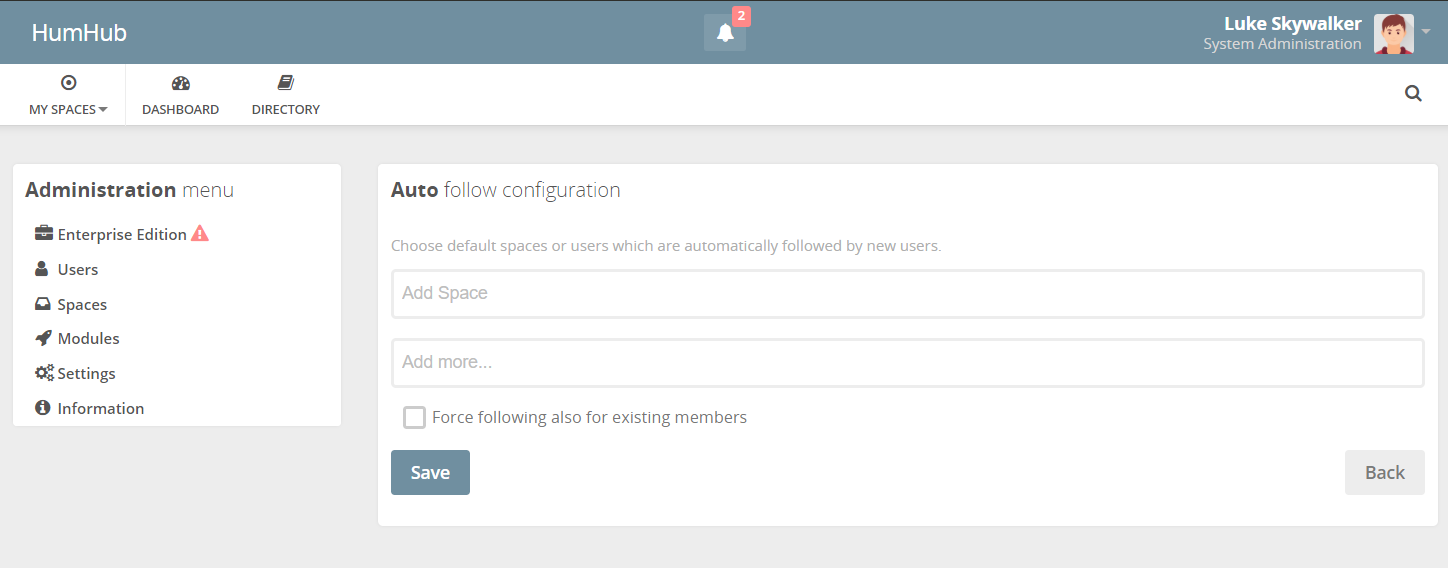 HumHub
2
Luke Skywalker
System Administration
MY SPACES
DASHBOARD
DIRECTORY
Administration menu
Enterprise Edition
Users
Spaces
Modules
Settings
Information
Auto follow configuration
Choose default spaces or users which are automatically followed by new users.
Add Space
Add more...
Force following also for existing members
Save
Back